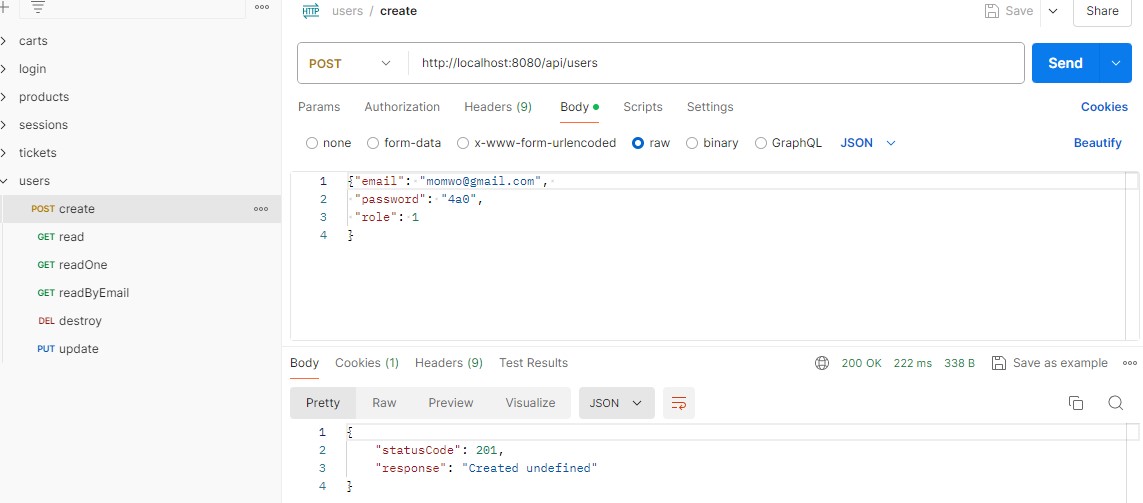 HTTP users / create Save Share
carts
login
products
sessions
tickets
users
POST create
GET read
GET readOne
GET readByEmail
DEL destroy
PUT update
POST http://localhost:8080/api/users Send
Params Authorization Headers (9) Body Scripts Settings Cookies
none form-data x-www-form-urlencoded raw binary GraphQL JSON Beautify
1 {"email": "momwo@gmail.com",
2 "password": "4a0",
3 "role": 1
4 }
Body Cookies (1) Headers (9) Test Results 200 OK 222 ms 338 B Save as example
Pretty Raw Preview Visualize JSON
1 {
2 "statusCode": 201,
3 "response": "Created undefined"
4 }